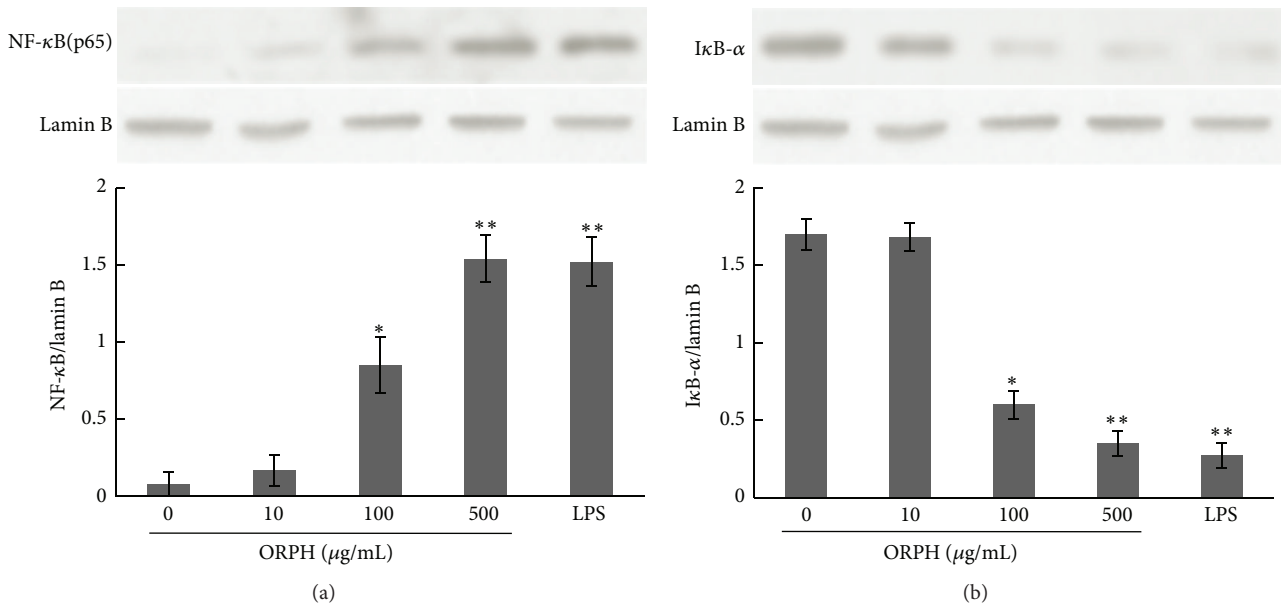 NF-κB(p65)
Lamin B
2
1.5
1
0.5
0
NF-κB/lamin B
*
**
**
0 10 100 500 LPS
ORPH (μg/mL)
(a)
IκB-α
Lamin B
2
1.5
1
0.5
0
IκB-α/lamin B
*
**
**
0 10 100 500 LPS
ORPH (μg/mL)
(b)